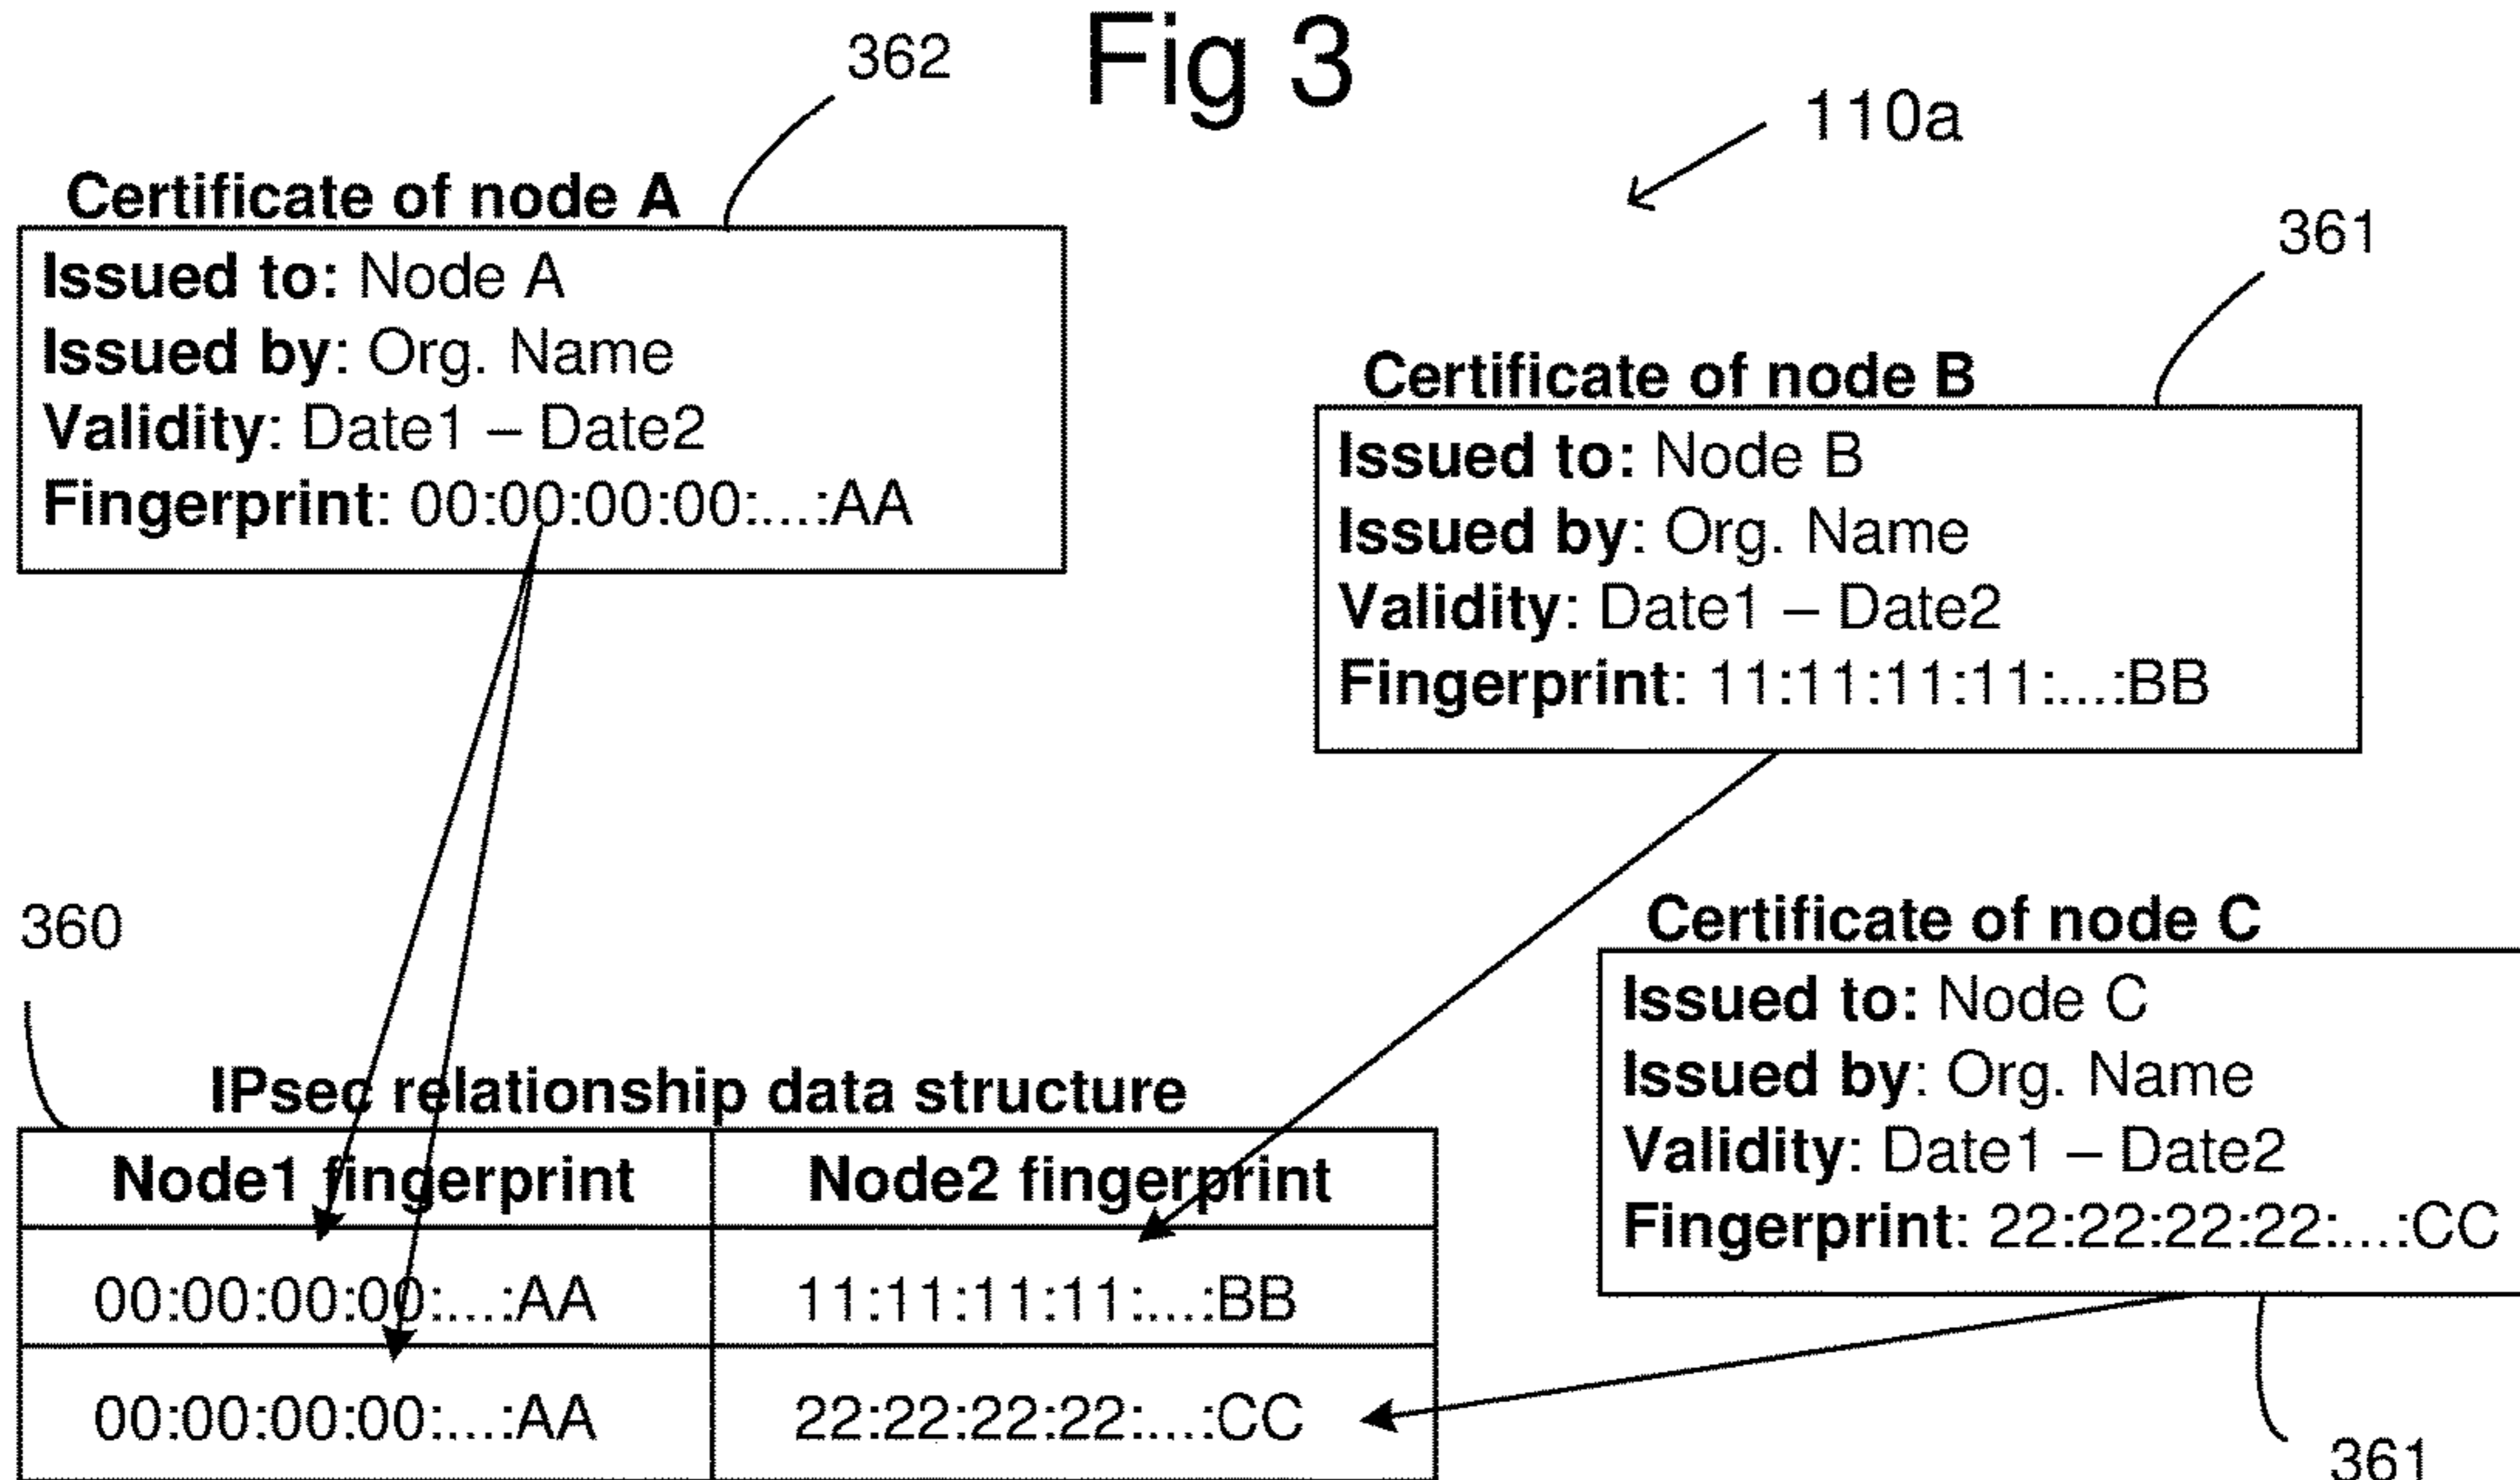 Fig 3
362
110a
Certificate of node A
Issued to: Node A
Issued by: Org. Name
Validity: Date1 – Date2
Fingerprint: 00:00:00:00:...:AA
361
Certificate of node B
Issued to: Node B
Issued by: Org. Name
Validity: Date1 – Date2
Fingerprint: 11:11:11:11:...:BB
Certificate of node C
Issued to: Node C
Issued by: Org. Name
Validity: Date1 – Date2
Fingerprint: 22:22:22:22:...:CC
361
360
IPsec relationship data structure
Node1 fingerprint Node2 fingerprint
00:00:00:00:...:AA 11:11:11:11:...:BB
00:00:00:00:...:AA 22:22:22:22:...:CC